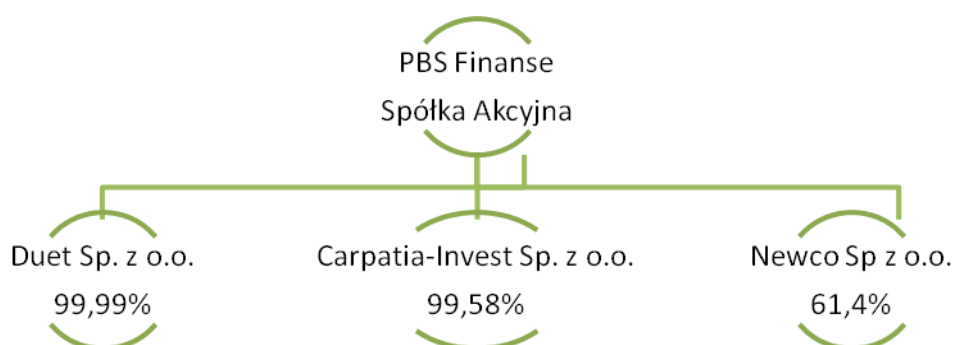 PBS Finanse
Spółka Akcyjna
Duet Sp. z o.o.
99,99%
Carpatia-Invest Sp. z o.o.
99,58%
Newco Sp z o.o.
61,4%